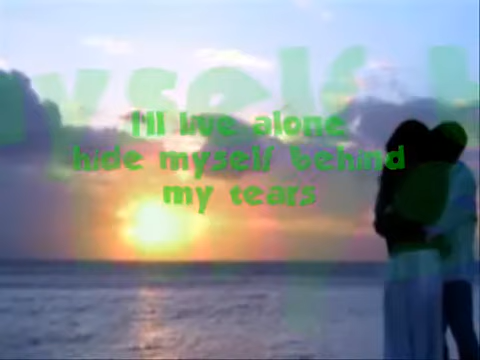 I'll live alone
hide myself behind
my tears
myself b